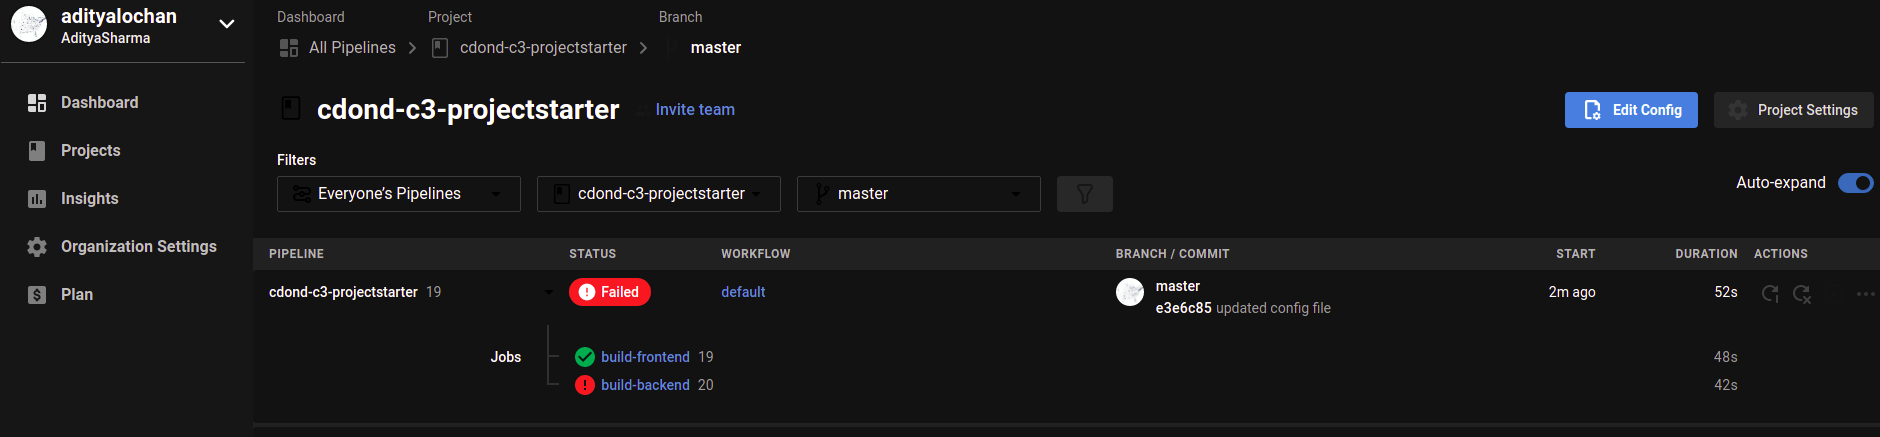 adityalochan
AdityaSharma
Dashboard
Projects
Insights
Organization Settings
Plan
Dashboard Project Branch
All Pipelines cdond-c3-projectstarter master
cdond-c3-projectstarter Invite team
Edit Config Project Settings
Filters
Everyone’s Pipelines cdond-c3-projectstarter master
Auto-expand
PIPELINE STATUS WORKFLOW BRANCH / COMMIT START DURATION ACTIONS
cdond-c3-projectstarter 19 Failed default master 2m ago 52s
e3e6c85 updated config file
Jobs build-frontend 19 48s
build-backend 20 42s